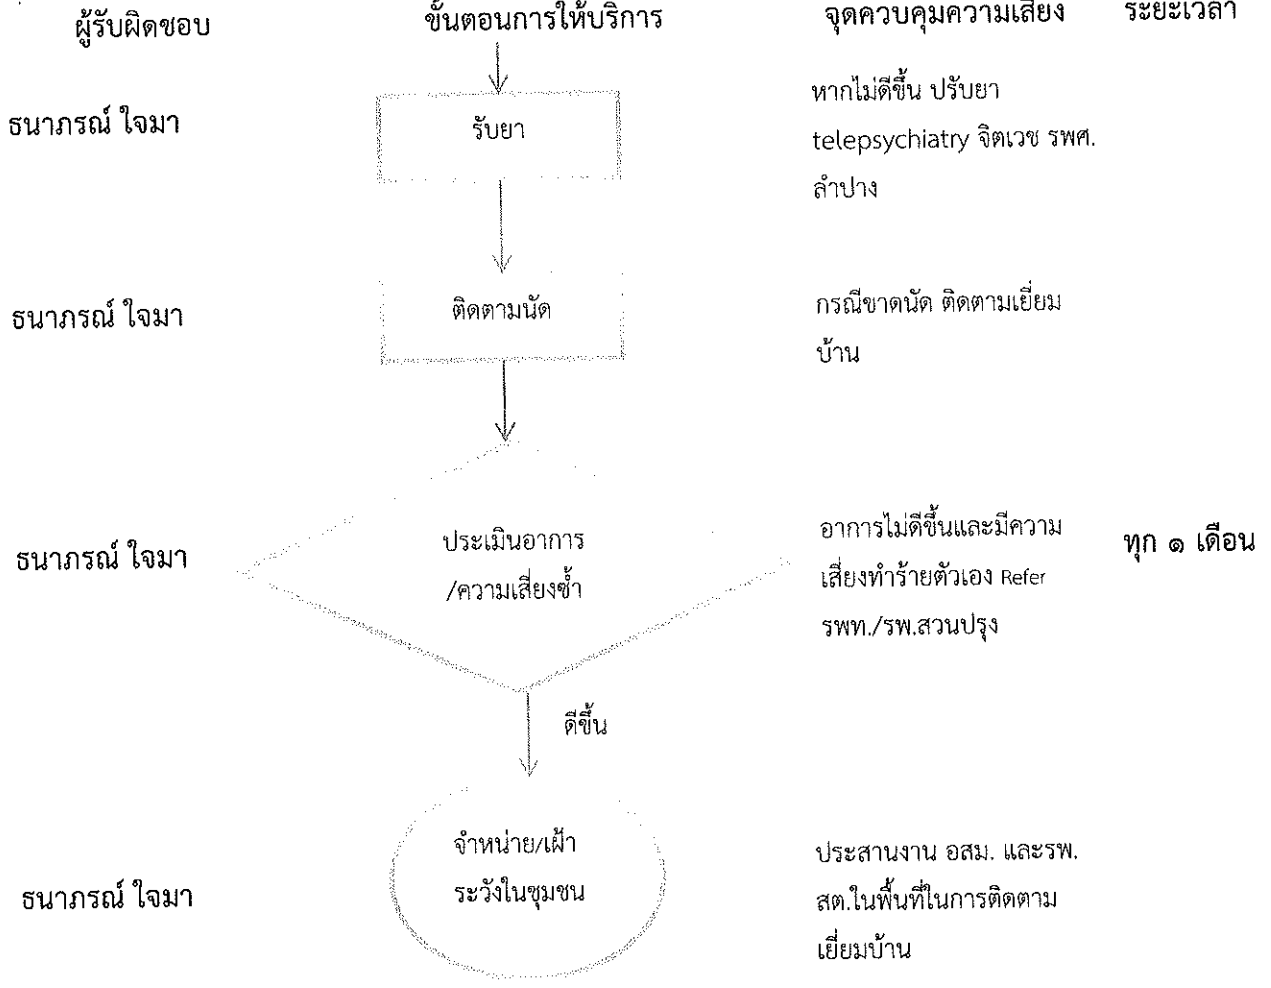 ผู้รับผิดชอบ
ขั้นตอนการให้บริการ
จุดควบคุมความเสี่ยง
ระยะเวลา
ธนาภรณ์ ใจมา
รับยา
หากไม่ดีขึ้น ปรับยา
telepsychiatry จิตเวช รพศ.
ลำปาง
ธนาภรณ์ ใจมา
ติดตามนัด
กรณีขาดนัด ติดตามเยี่ยม
บ้าน
ธนาภรณ์ ใจมา
ประเมินอาการ
/ความเสี่ยงซ้ำ
อาการไม่ดีขึ้นและมีความ
เสี่ยงทำร้ายตัวเอง Refer
รพท./รพ.สวนปรุง
ทุก ๑ เดือน
ดีขึ้น
ธนาภรณ์ ใจมา
จำหน่าย/เฝ้า
ระวังในชุมชน
ประสานงาน อสม. และรพ.
สต.ในพื้นที่ในการติดตาม
เยี่ยมบ้าน